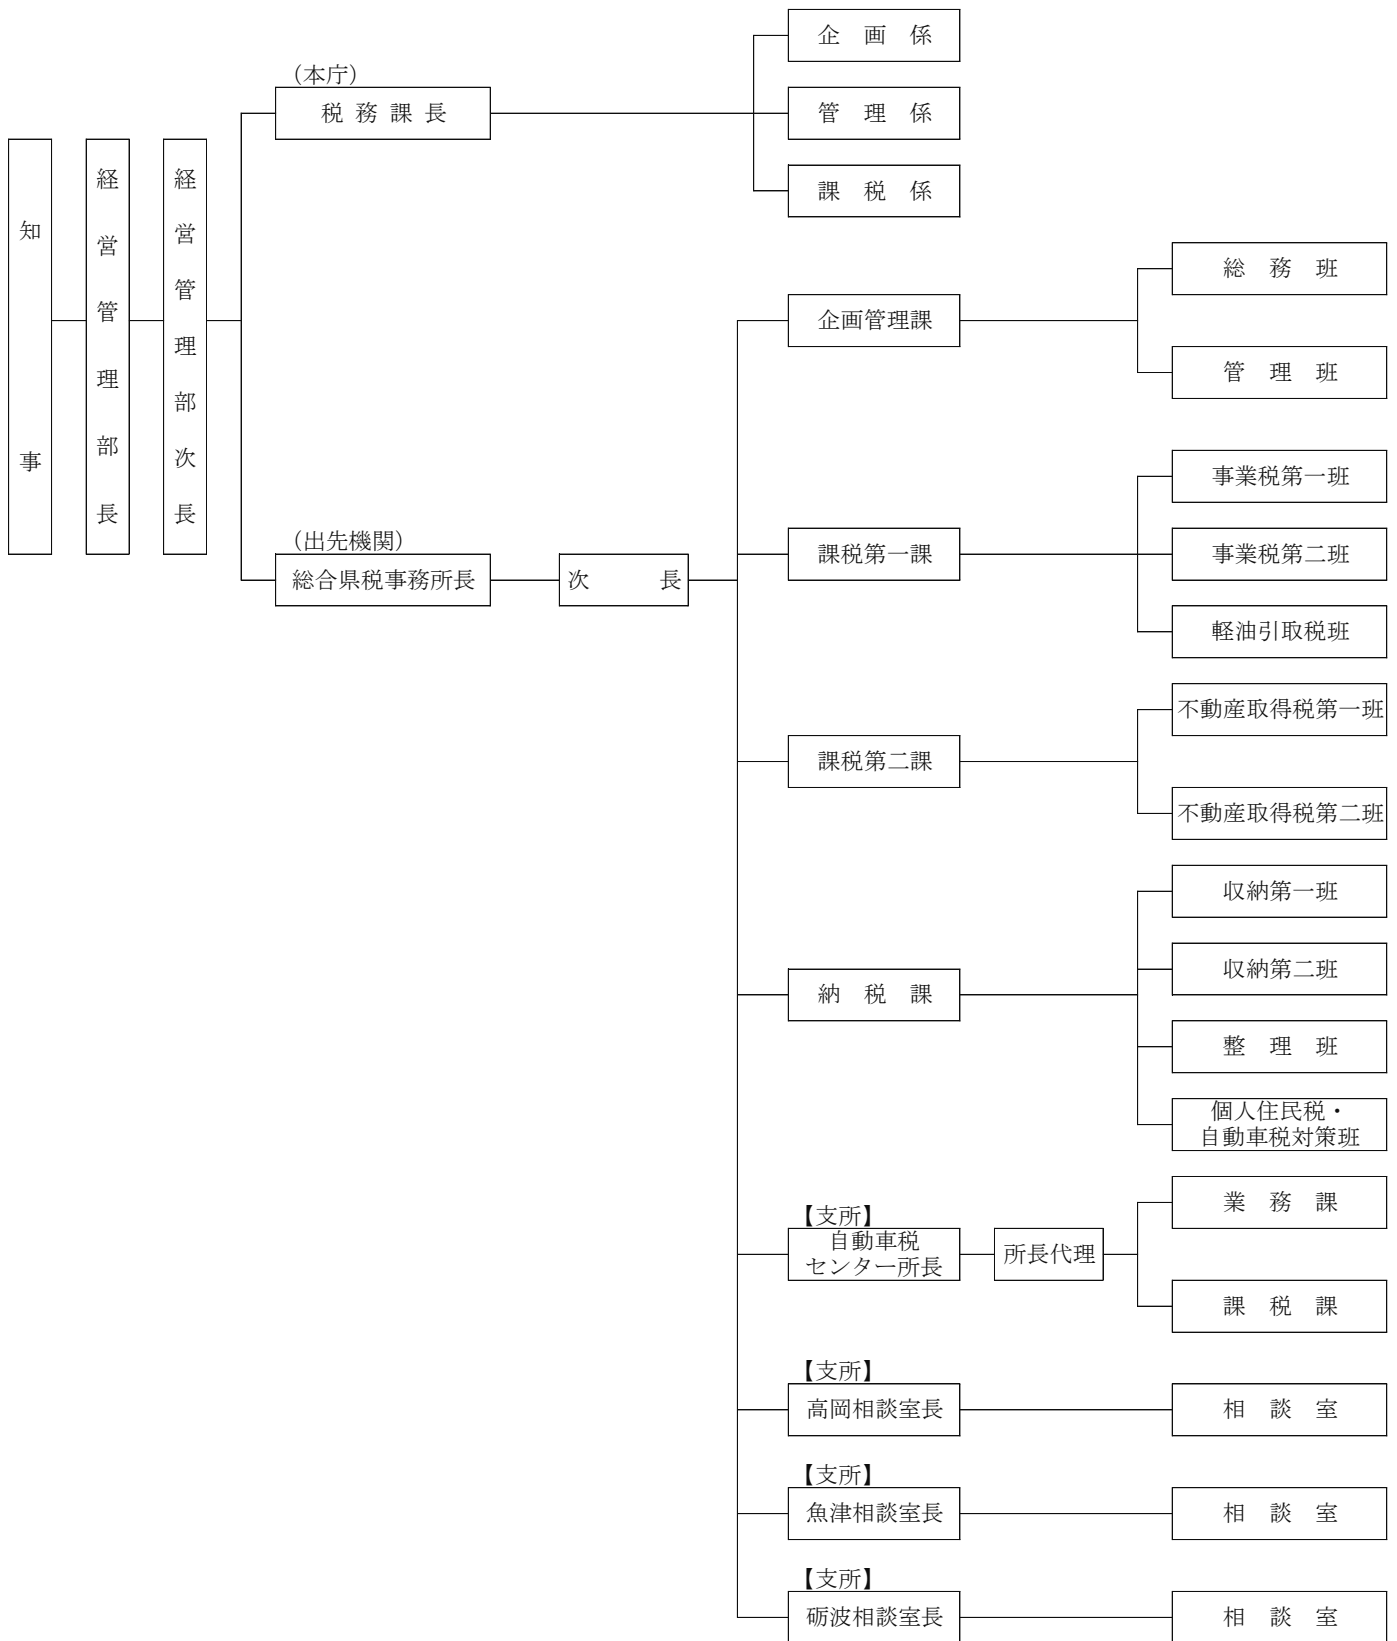 知事
経営管理部長
経営管理部次長
(本庁)
税務課長
企画係
管理係
課税係
(出先機関)
総合県税事務所長
次長
企画管理課
総務班
管理班
課税第一課
事業税第一班
事業税第二班
軽油引取税班
課税第二課
不動産取得税第一班
不動産取得税第二班
納税課
収納第一班
収納第二班
整理班
個人住民税・
自動車税対策班
【支所】
自動車税
センター所長
所長代理
業務課
課税課
【支所】
高岡相談室長
相談室
【支所】
魚津相談室長
相談室
【支所】
砺波相談室長
相談室